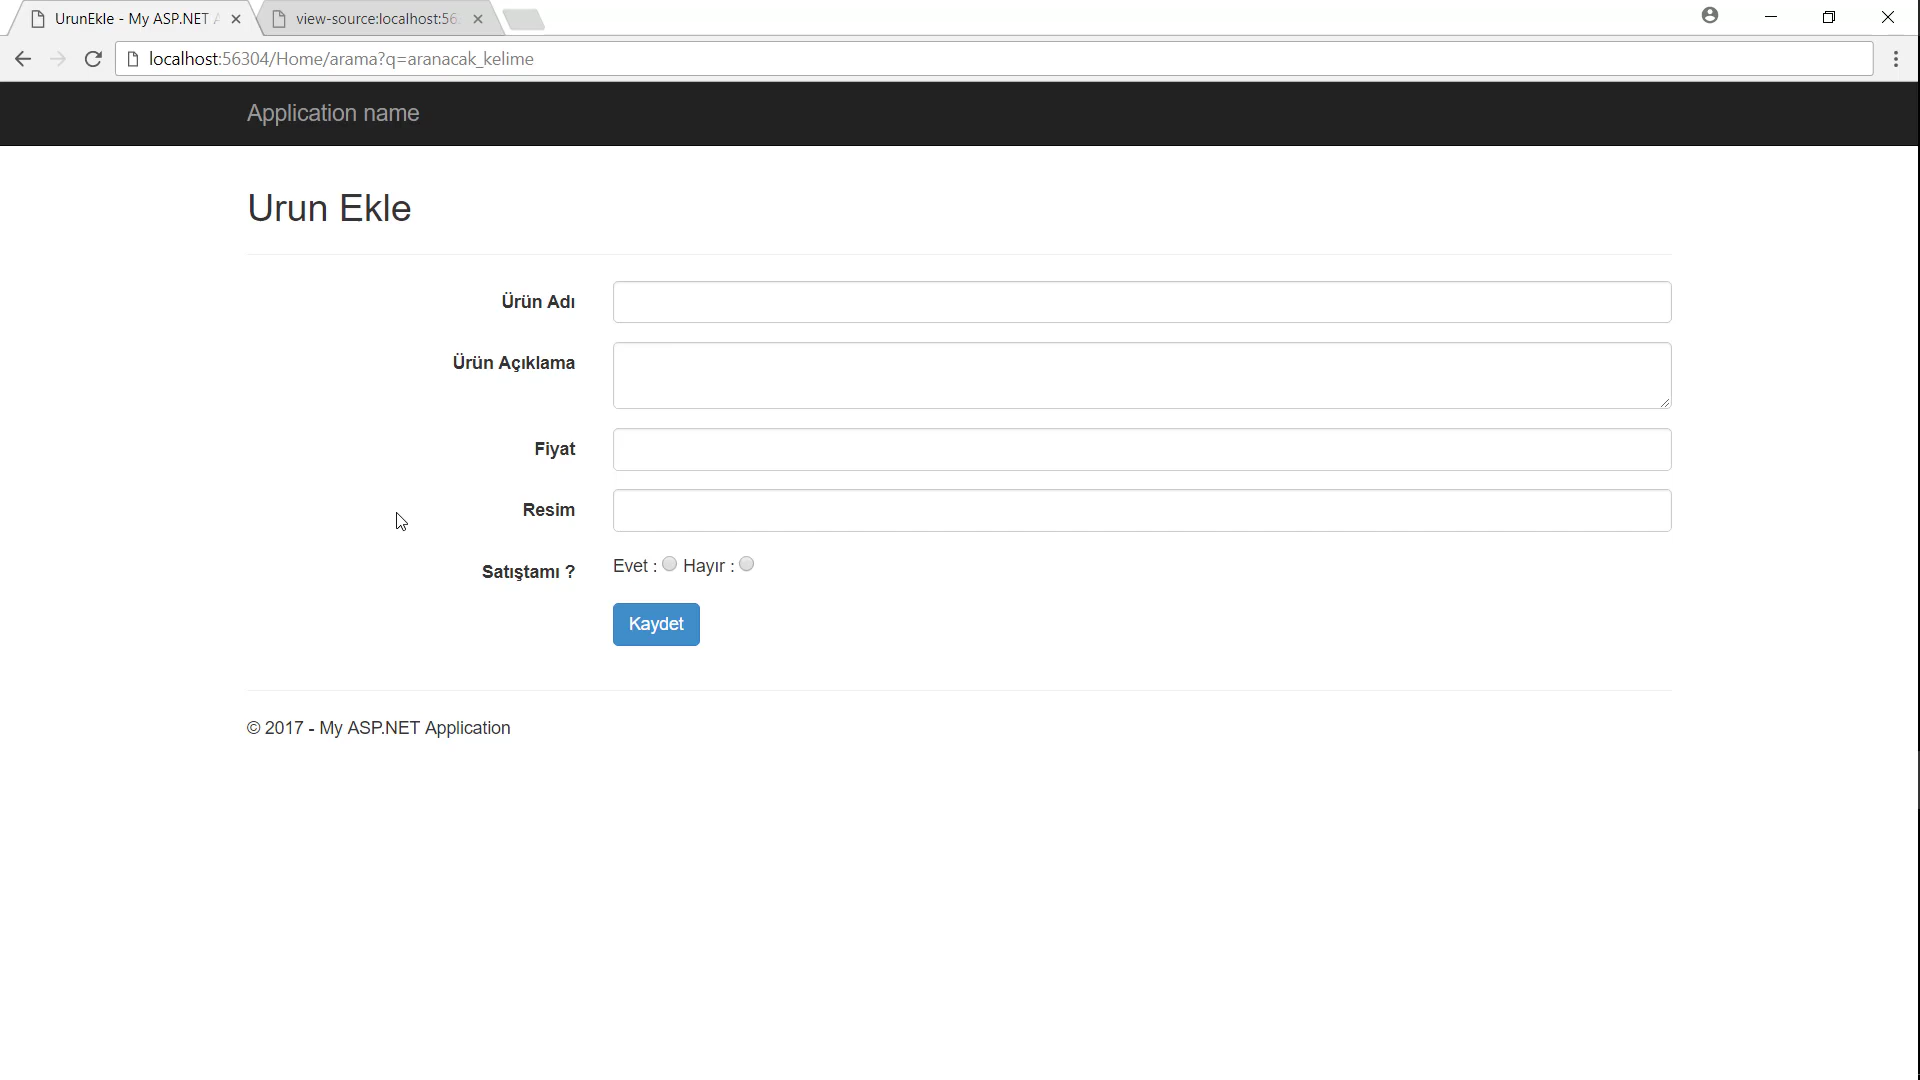 UrunEkle - My ASP.NET A
view-source:localhost:56
localhost:56304/Home/arama?q=aranacak_kelime
Application name
Urun Ekle
Ürün Adı
Ürün Açıklama
Fiyat
Resim
Satıştamı ?
Evet : Hayır :
Kaydet
© 2017 - My ASP.NET Application